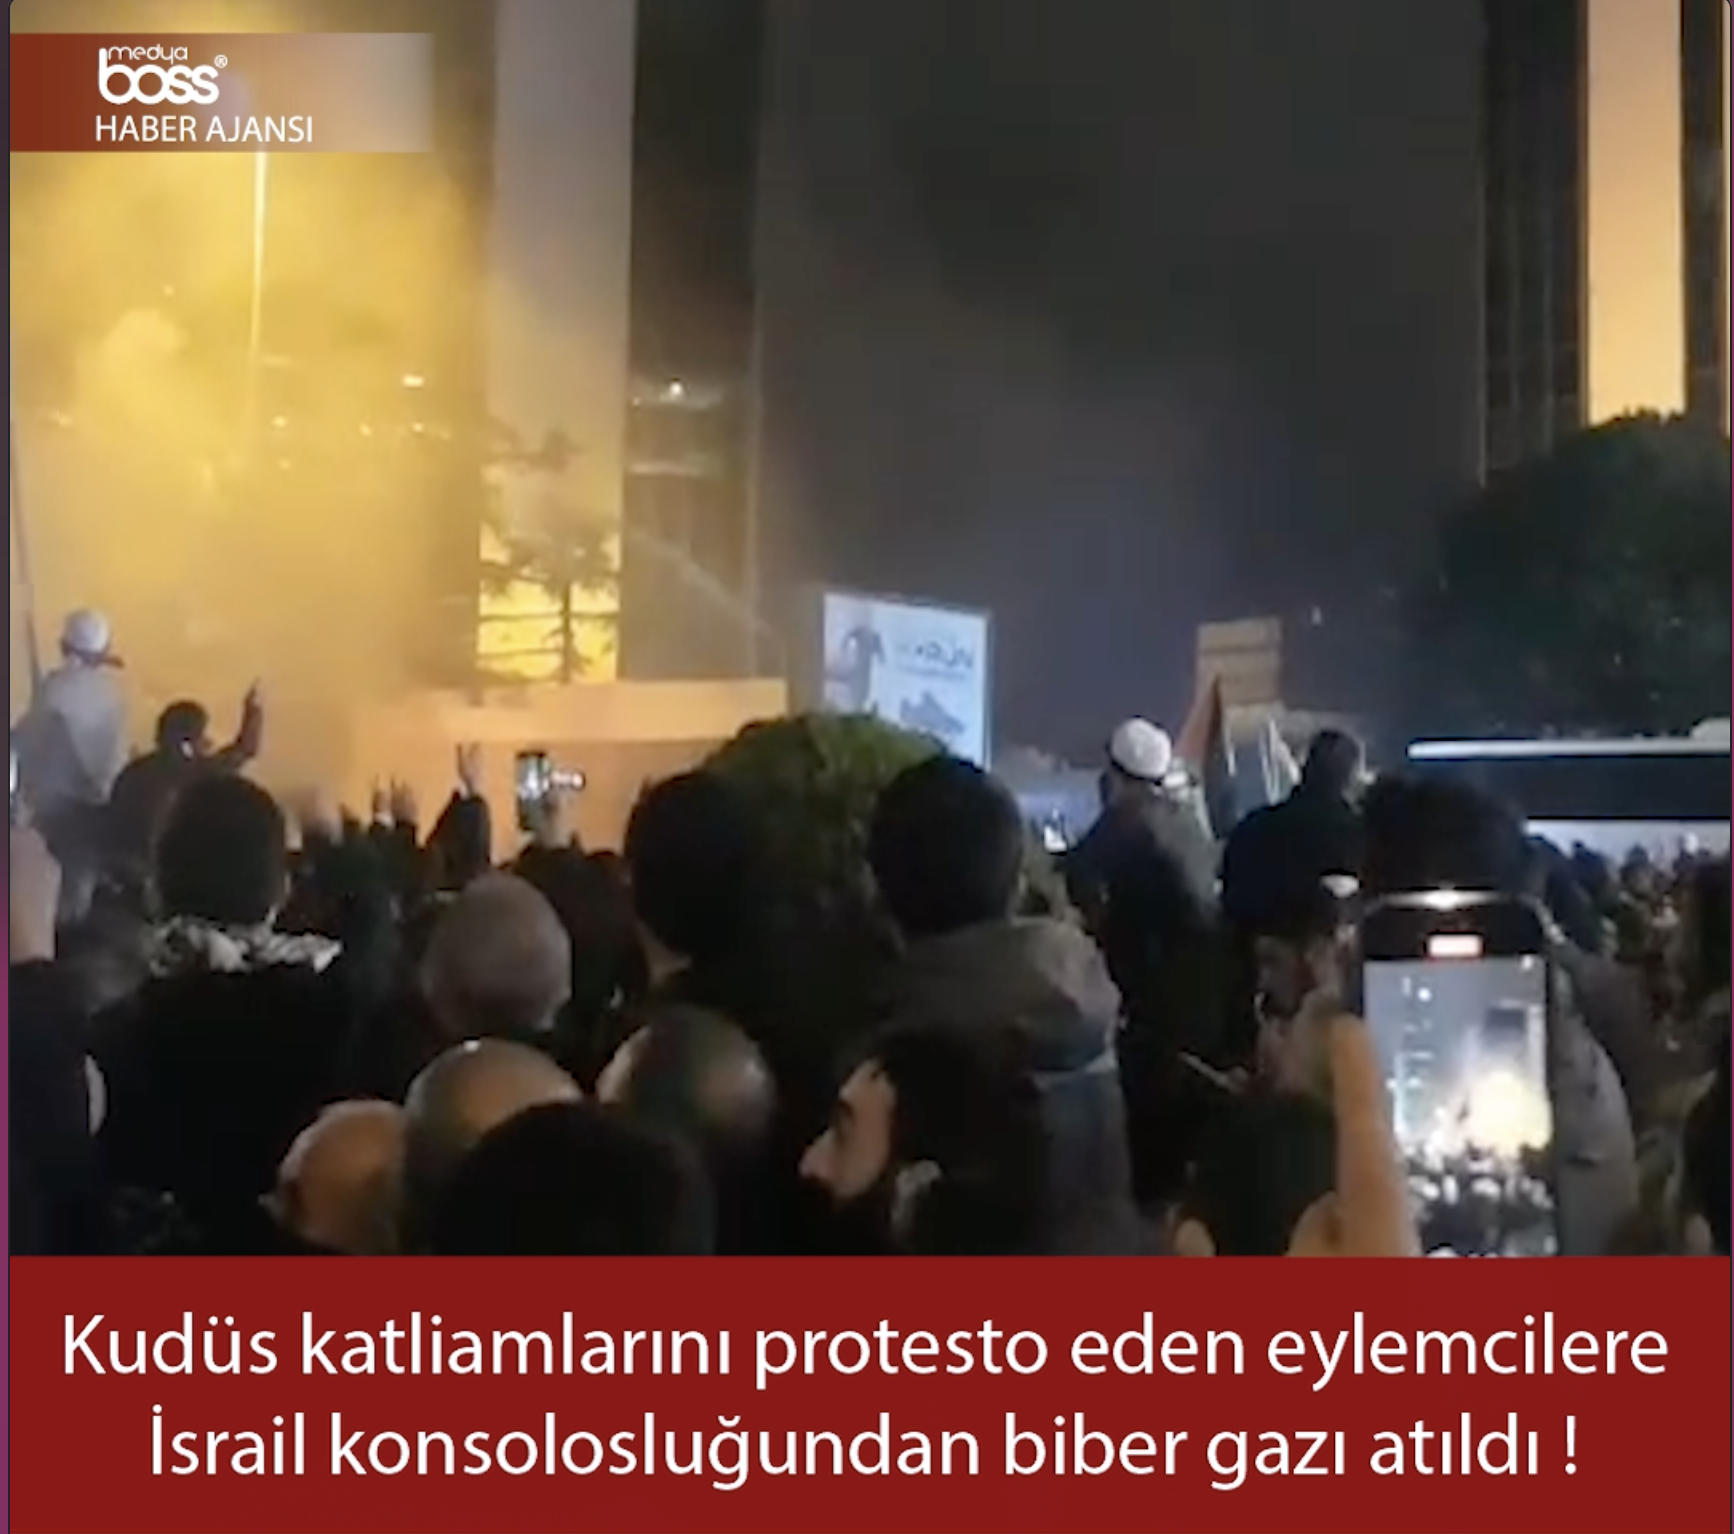 medya
boss®
HABER AJANSI
Kudüs katliamlarını protesto eden eylemcilere
İsrail konsolosluğundan biber gazı atıldı !